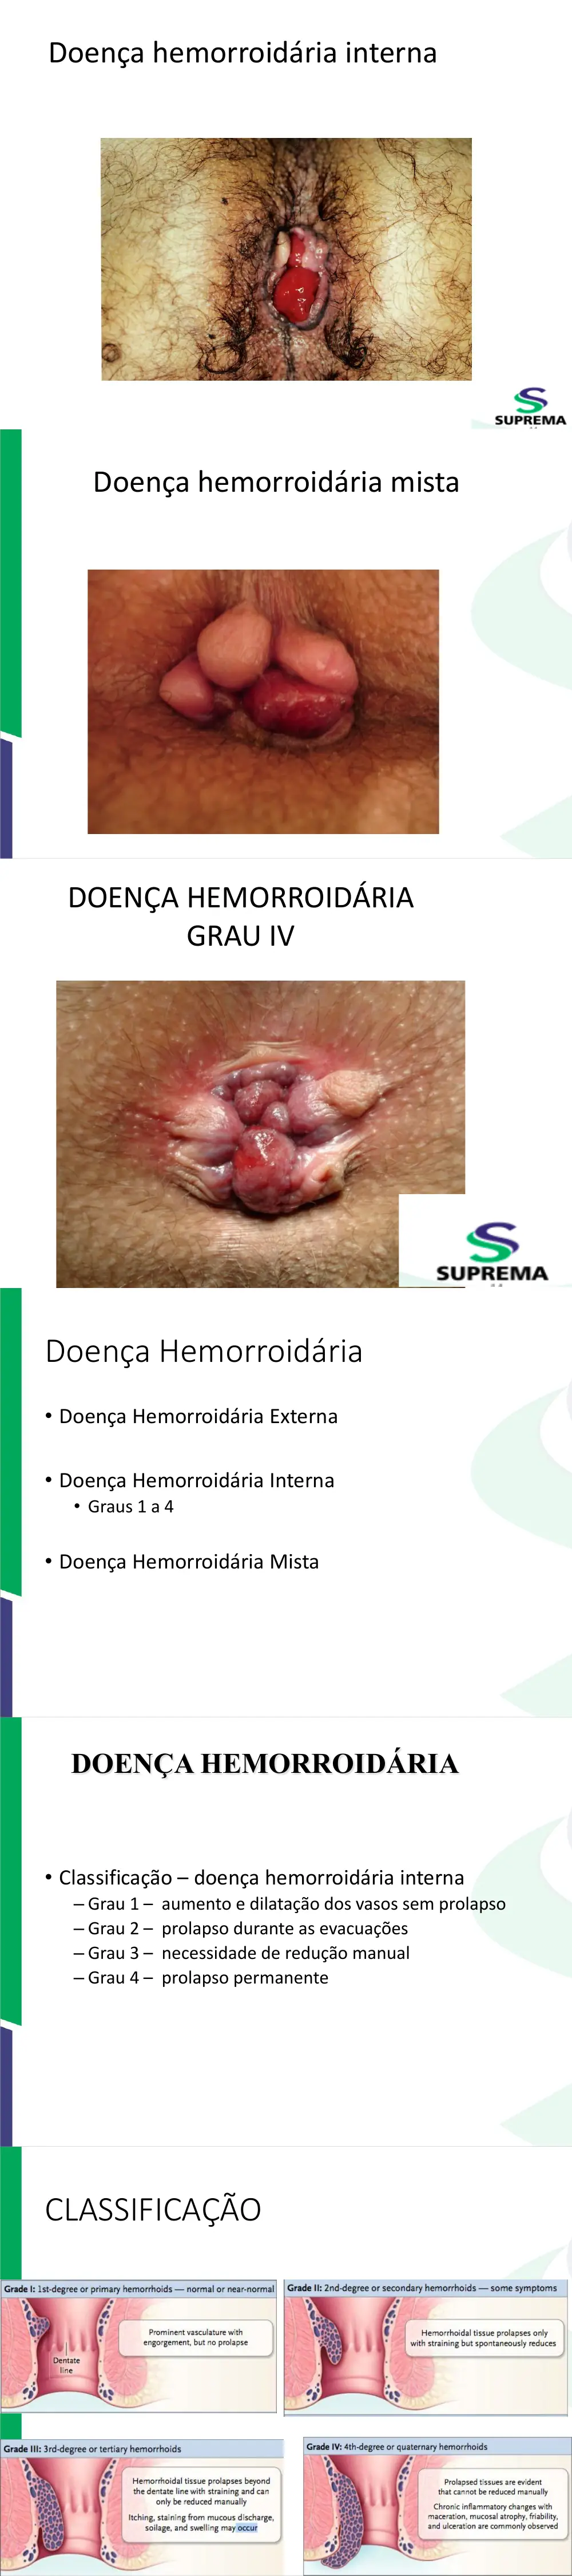 Doença hemorroidária interna
SUPREMA
Doença hemorroidária mista
DOENÇA HEMORROIDÁRIA
GRAU IV
SUPREMA
Doença Hemorroidária
• Doença Hemorroidária Externa
• Doença Hemorroidária Interna
• Graus 1 a 4
• Doença Hemorroidária Mista
DOENÇA HEMORROIDÁRIA
• Classificação – doença hemorroidária interna
– Grau 1 – aumento e dilatação dos vasos sem prolapso
– Grau 2 – prolapso durante as evacuações
– Grau 3 – necessidade de redução manual
– Grau 4 – prolapso permanente
CLASSIFICAÇÃO
Grade I: 1st-degree or primary hemorrhoids — normal or near-normal
Prominent vasculature with
engorgement, but no prolapse
Dentate
line
Grade II: 2nd-degree or secondary hemorrhoids — some symptoms
Hemorrhoidal tissue prolapses only
with straining but spontaneously reduces
Grade III: 3rd-degree or tertiary hemorrhoids
Hemorrhoidal tissue prolapses beyond
the dentate line with straining and can
only be reduced manually
Itching, staining from mucous discharge,
soilage, and swelling may occur
Grade IV: 4th-degree or quaternary hemorrhoids
Prolapsed tissues are evident
that cannot be reduced manually
Chronic inflammatory changes with
maceration, mucosal atrophy, friability,
and ulceration are commonly observed